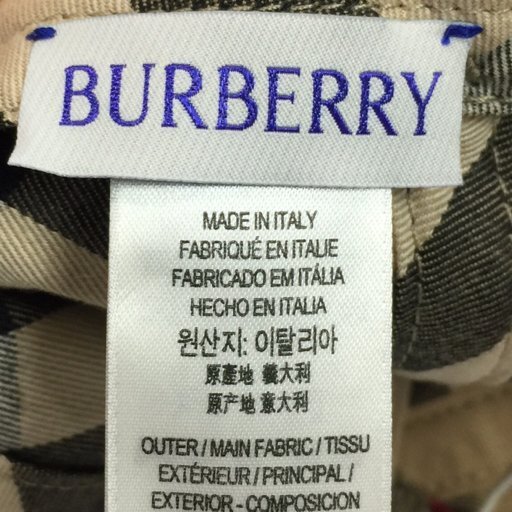 BURBERRY
MADE IN ITALY
FABRIQUÉ EN ITALIE
FABRICADO EM ITÁLIA
HECHO EN ITALIA
원산지: 이탈리아
原產地 義大利
原产地 意大利
OUTER / MAIN FABRIC / TISSU
EXTÉRIEUR / PRINCIPAL /
EXTERIOR - COMPOSICION